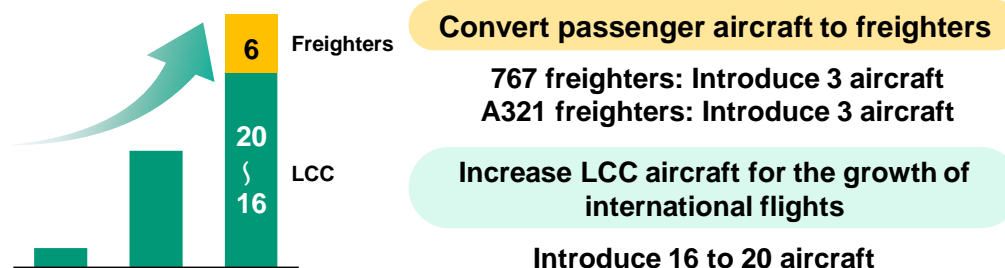 6
Freighters
20
〜
16
LCC
Convert passenger aircraft to freighters
767 freighters: Introduce 3 aircraft
A321 freighters: Introduce 3 aircraft
Increase LCC aircraft for the growth of
international flights
Introduce 16 to 20 aircraft